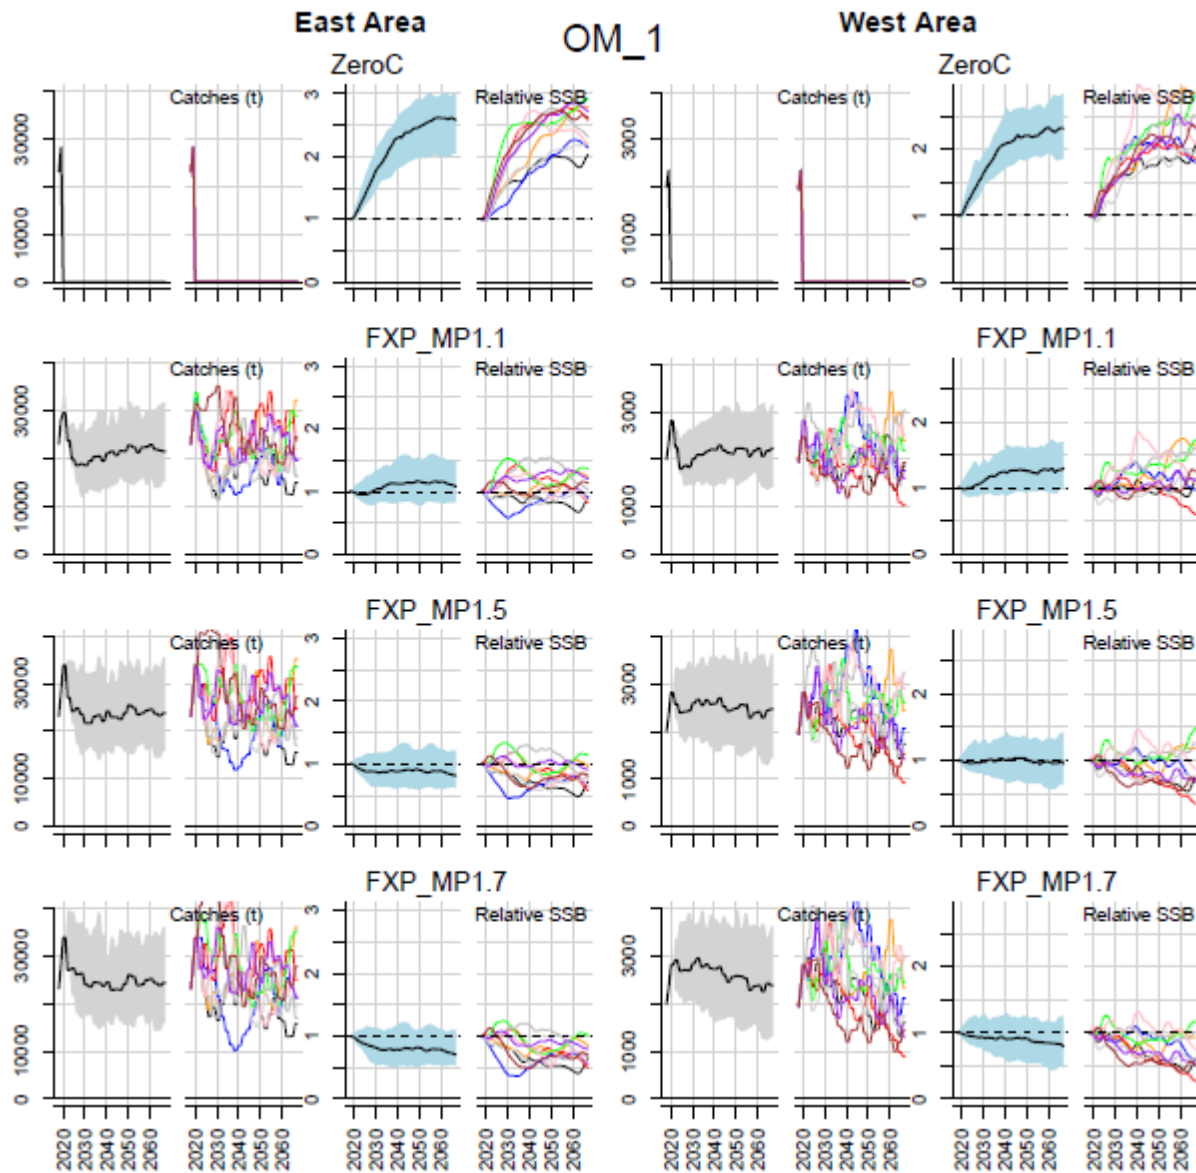 East Area
OM_1
West Area
ZeroC
ZeroC
Catches (t)
Relative SSB
Catches (t)
Relative SSB
0 10000 30000
0 1 2 3
0 1000 3000
0 1 2
FXP_MP1.1
FXP_MP1.1
Catches (t)
Relative SSB
Catches (t)
Relative SSB
0 10000 30000
0 1 2 3
0 1000 3000
0 1 2
FXP_MP1.5
FXP_MP1.5
Catches (t)
Relative SSB
Catches (t)
Relative SSB
0 10000 30000
0 1 2 3
0 1000 3000
0 1 2
FXP_MP1.7
FXP_MP1.7
Catches (t)
Relative SSB
Catches (t)
Relative SSB
0 10000 30000
0 1 2 3
0 1000 3000
0 1 2
2020 2030 2040 2050 2060
2020 2030 2040 2050 2060
2020 2030 2040 2050 2060
2020 2030 2040 2050 2060
2020 2030 2040 2050 2060
2020 2030 2040 2050 2060
2020 2030 2040 2050 2060
2020 2030 2040 2050 2060